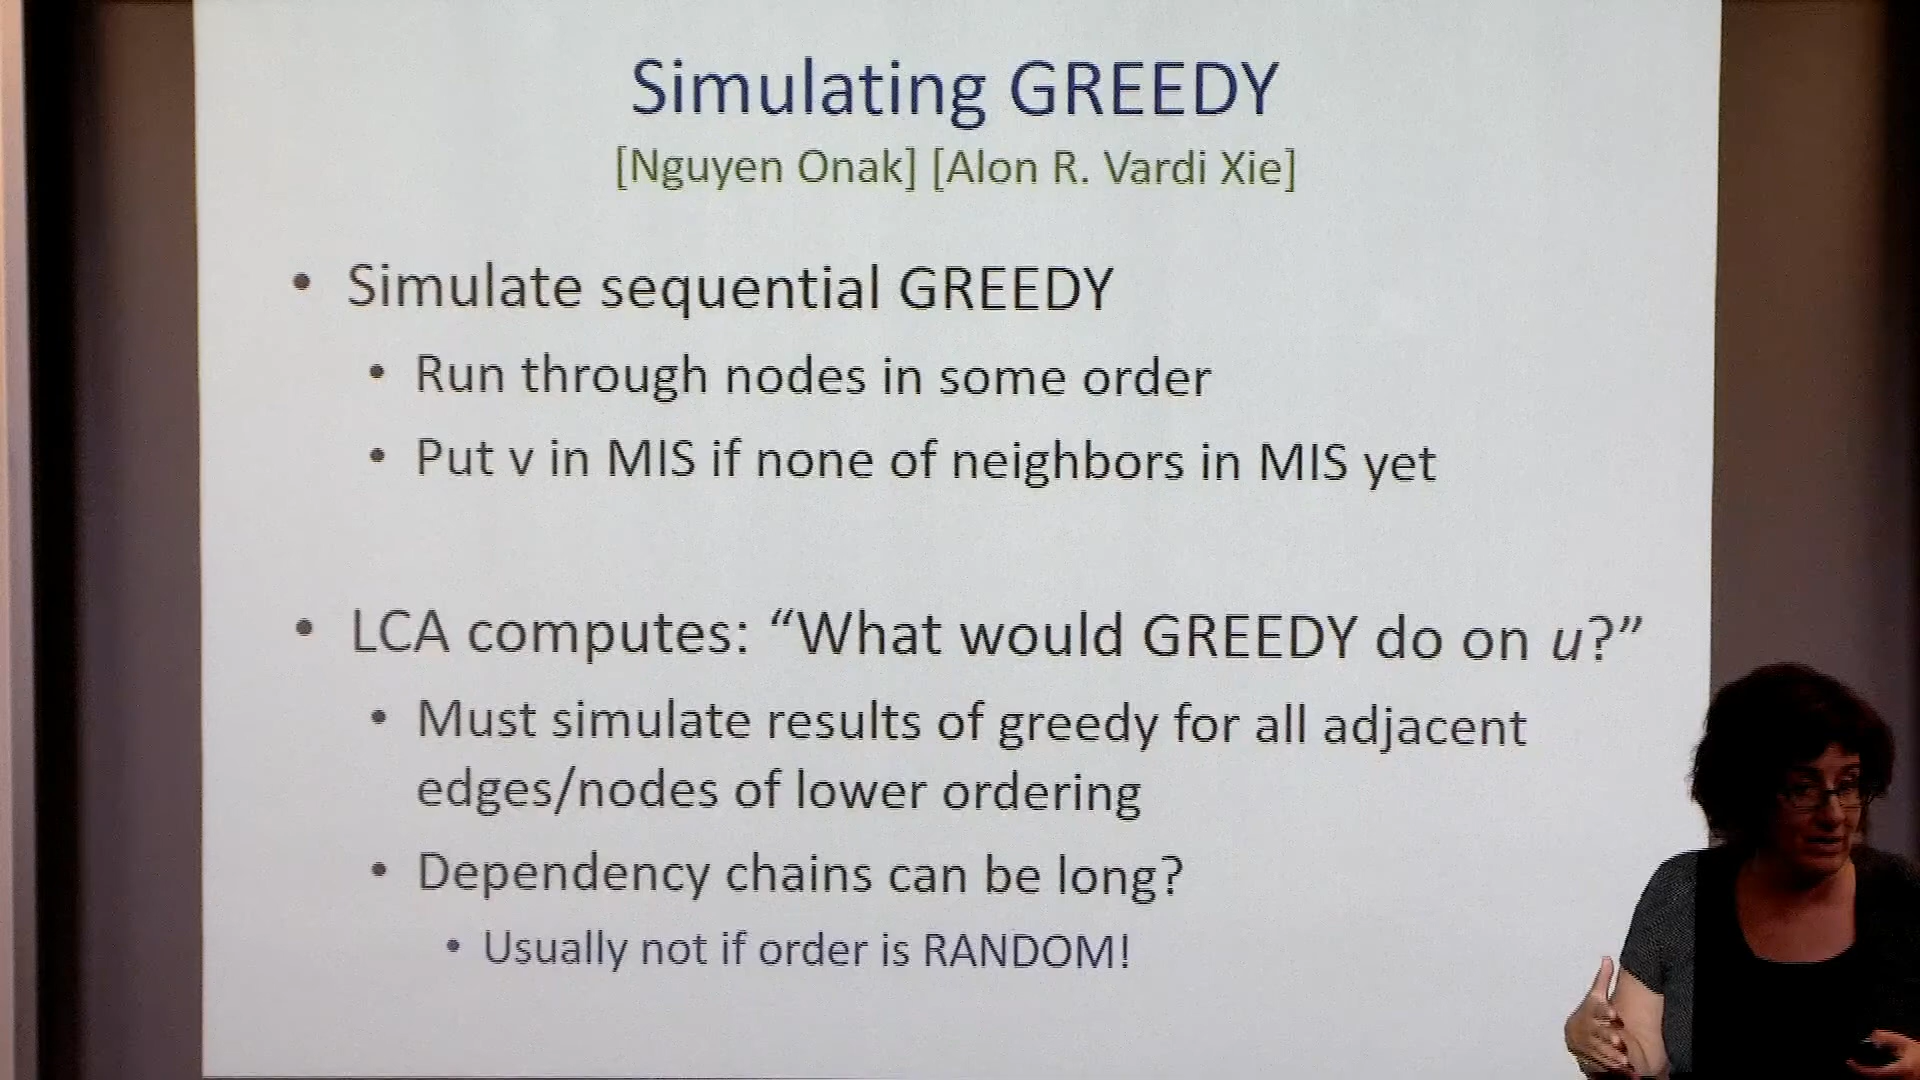 Simulating GREEDY
[Nguyen Onak] [Alon R. Vardi Xie]
• Simulate sequential GREEDY
• Run through nodes in some order
• Put v in MIS if none of neighbors in MIS yet
• LCA computes: “What would GREEDY do on u?”
• Must simulate results of greedy for all adjacent
edges/nodes of lower ordering
• Dependency chains can be long?
• Usually not if order is RANDOM!